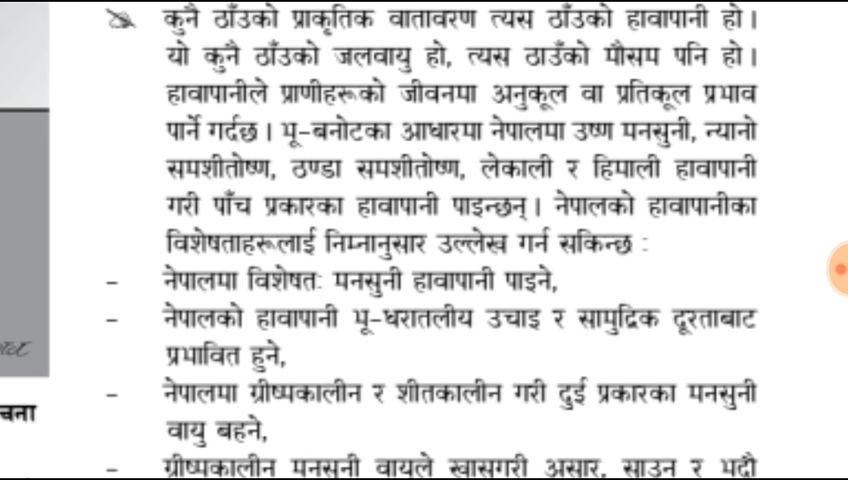 कुनै ठाँउको प्राकृतिक वातावरण त्यस ठाँउको हावापानी हो।
यो कुनै ठाँउको जलवायु हो, त्यस ठाउँको मौसम पनि हो।
हावापानीले प्राणीहरूको जीवनमा अनुकूल वा प्रतिकूल प्रभाव
पार्ने गर्दछ। भू-बनोटका आधारमा नेपालमा उष्ण मनसुनी, न्यानो
समशीतोष्ण, ठण्डा समशीतोष्ण, लेकाली र हिमाली हावापानी
गरी पाँच प्रकारका हावापानी पाइन्छन्। नेपालको हावापानीका
विशेषताहरूलाई निम्नानुसार उल्लेख गर्न सकिन्छ :
- नेपालमा विशेषतः मनसुनी हावापानी पाइने,
- नेपालको हावापानी भू-धरातलीय उचाइ र सामुद्रिक दूरताबाट
प्रभावित हुने,
- नेपालमा ग्रीष्मकालीन र शीतकालीन गरी दुई प्रकारका मनसुनी
वायु बहने,
- ग्रीष्मकालीन मनसुनी वायुले खासगरी असार, साउन र भदौ
चना